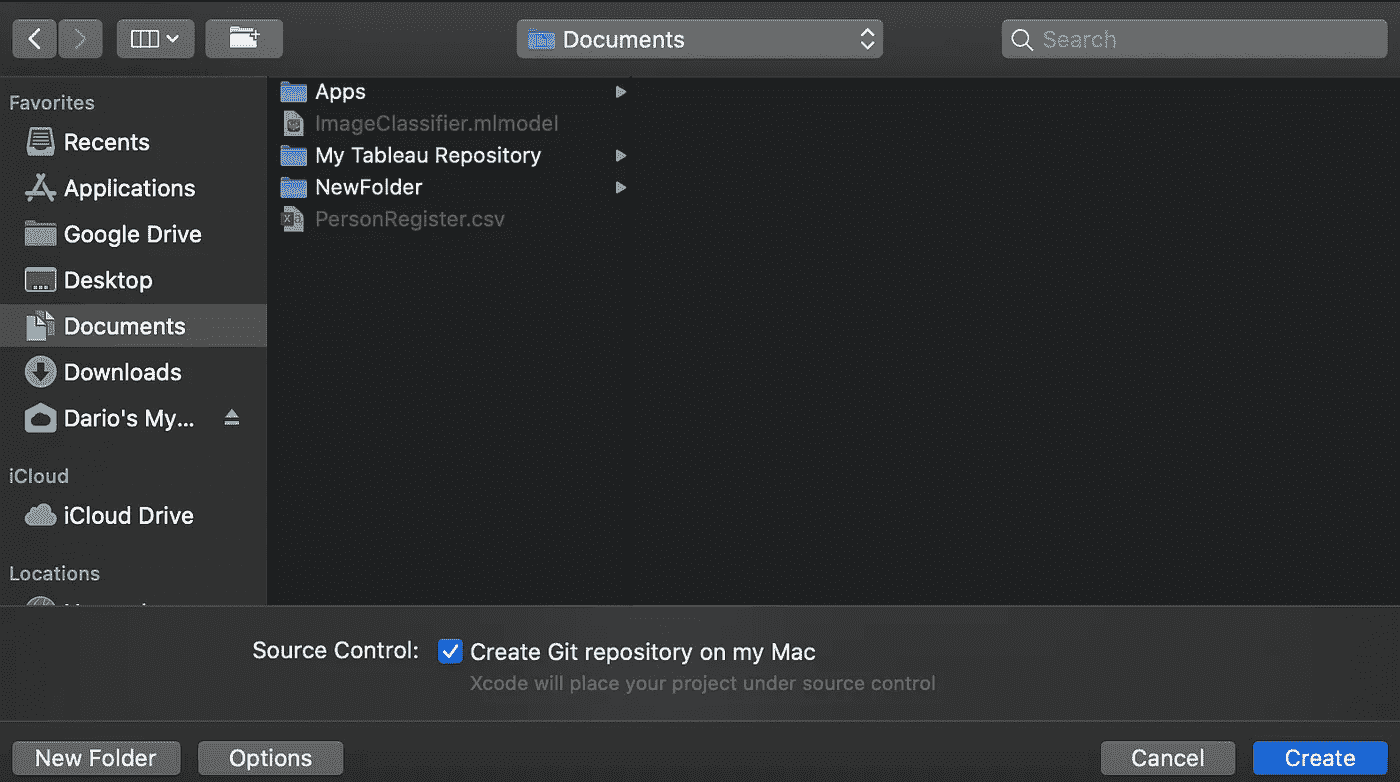 Documents
Search
Favorites
Recents
Applications
Google Drive
Desktop
Documents
Downloads
Dario's My...
iCloud
iCloud Drive
Locations
Apps
ImageClassifier.mlmodel
My Tableau Repository
NewFolder
PersonRegister.csv
Source Control: Create Git repository on my Mac
Xcode will place your project under source control
New Folder Options Cancel Create